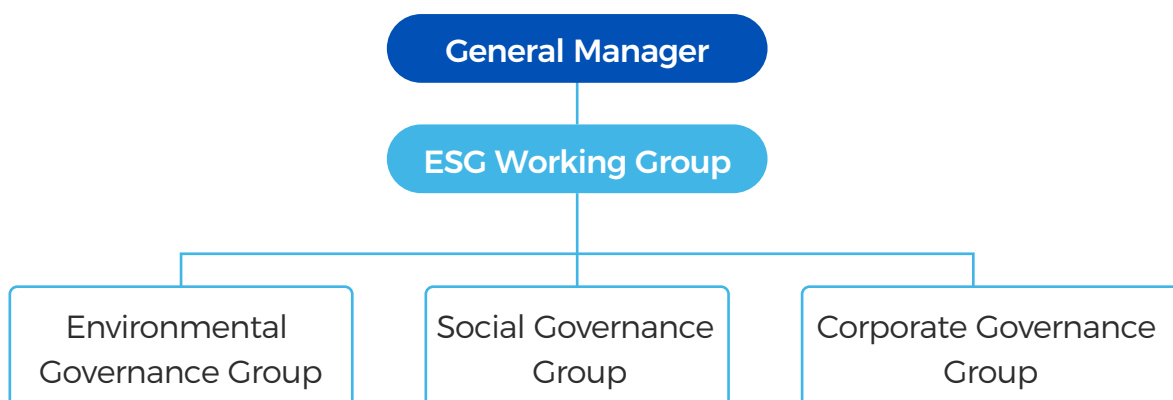 General Manager
ESG Working Group
Environmental
Governance Group
Social Governance
Group
Corporate Governance
Group